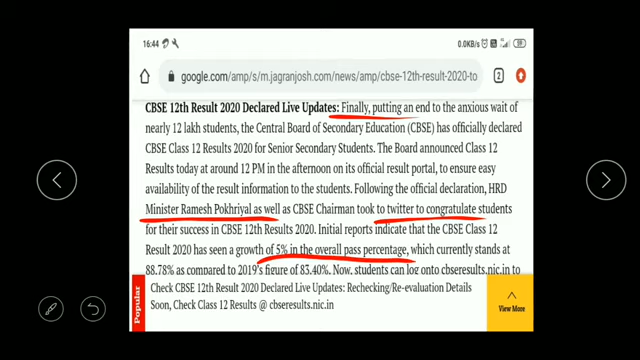 16:44
0.0KB/s 39
google.com/amp/s/m.jagranjosh.com/news/amp/cbse-12th-result-2020-to
2
CBSE 12th Result 2020 Declared Live Updates: Finally, putting an end to the anxious wait of
nearly 12 lakh students, the Central Board of Secondary Education (CBSE) has officially declared
CBSE Class 12 Results 2020 for Senior Secondary Students. The Board announced Class 12
Results today at around 12 PM in the afternoon on its official result portal, to ensure easy
availability of the result information to the students. Following the official declaration, HRD
Minister Ramesh Pokhriyal as well as CBSE Chairman took to twitter to congratulate students
for their success in CBSE 12th Results 2020. Initial reports indicate that the CBSE Class 12
Result 2020 has seen a growth of 5% in the overall pass percentage, which currently stands at
88.78% as compared to 2019's figure of 83.40%. Now, students can log onto cbseresults.nic.in to
Popular
Check CBSE 12th Result 2020 Declared Live Updates: Rechecking/Re-evaluation Details
Soon, Check Class 12 Results @ cbseresults.nic.in
View More